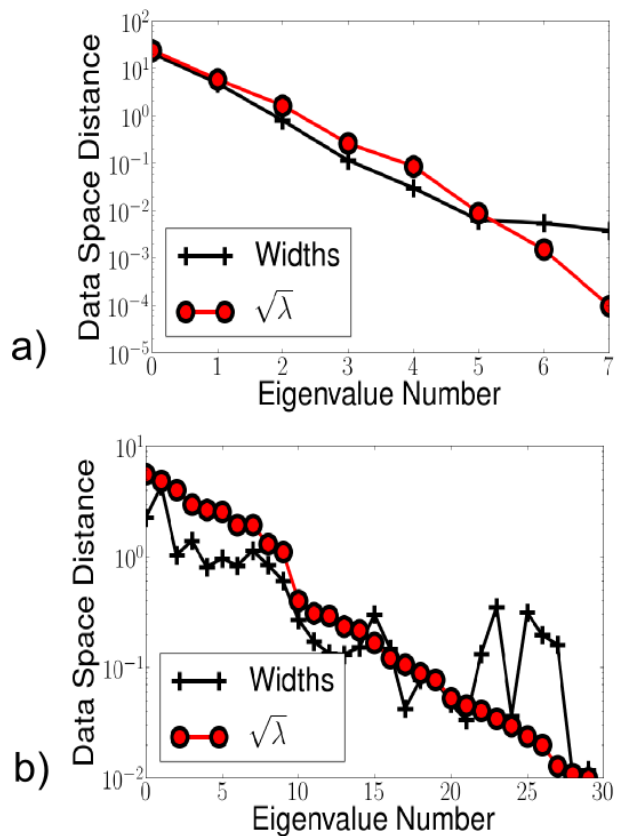 a)
Data Space Distance
10^2
10^1
10^0
10^-1
10^-2
10^-3
10^-4
10^-5
Widths
√λ
0 1 2 3 4 5 6 7
Eigenvalue Number
b)
Data Space Distance
10^1
10^0
10^-1
10^-2
Widths
√λ
0 5 10 15 20 25 30
Eigenvalue Number